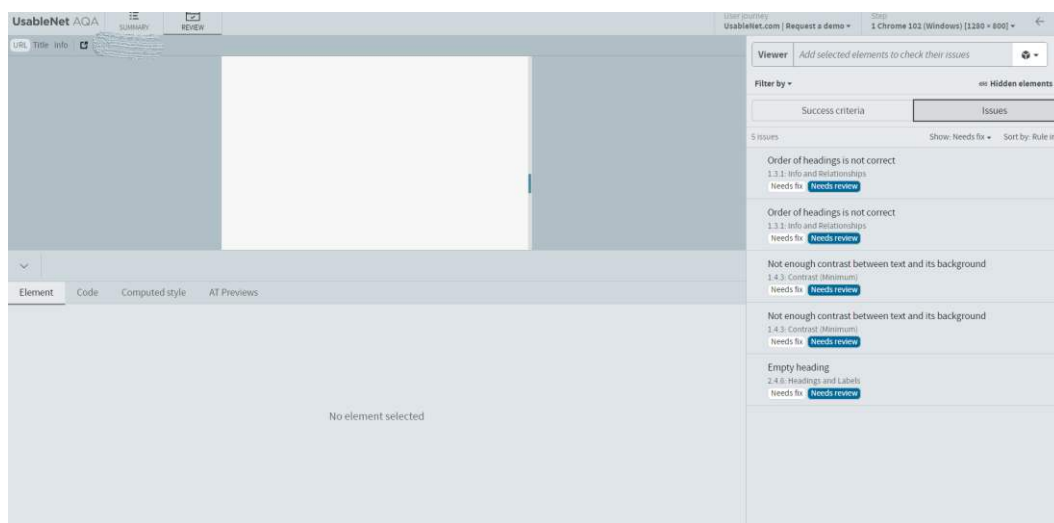 UsableNet AQA
SUMMARY
REVIEW
User journey
UsableNet.com | Request a demo
Step
1 Chrome 102 (Windows) [1280 × 800]
URL Title Info
Viewer
Add selected elements to check their issues
Filter by
Hidden elements
Success criteria
Issues
5 issues
Show: Needs fix
Sort by: Rule
Order of headings is not correct
1.3.1: Info and Relationships
Needs fix Needs review
Order of headings is not correct
1.3.1: Info and Relationships
Needs fix Needs review
Not enough contrast between text and its background
1.4.3: Contrast (Minimum)
Needs fix Needs review
Not enough contrast between text and its background
1.4.3: Contrast (Minimum)
Needs fix Needs review
Empty heading
2.4.6: Headings and Labels
Needs fix Needs review
Element Code Computed style AT Previews
No element selected